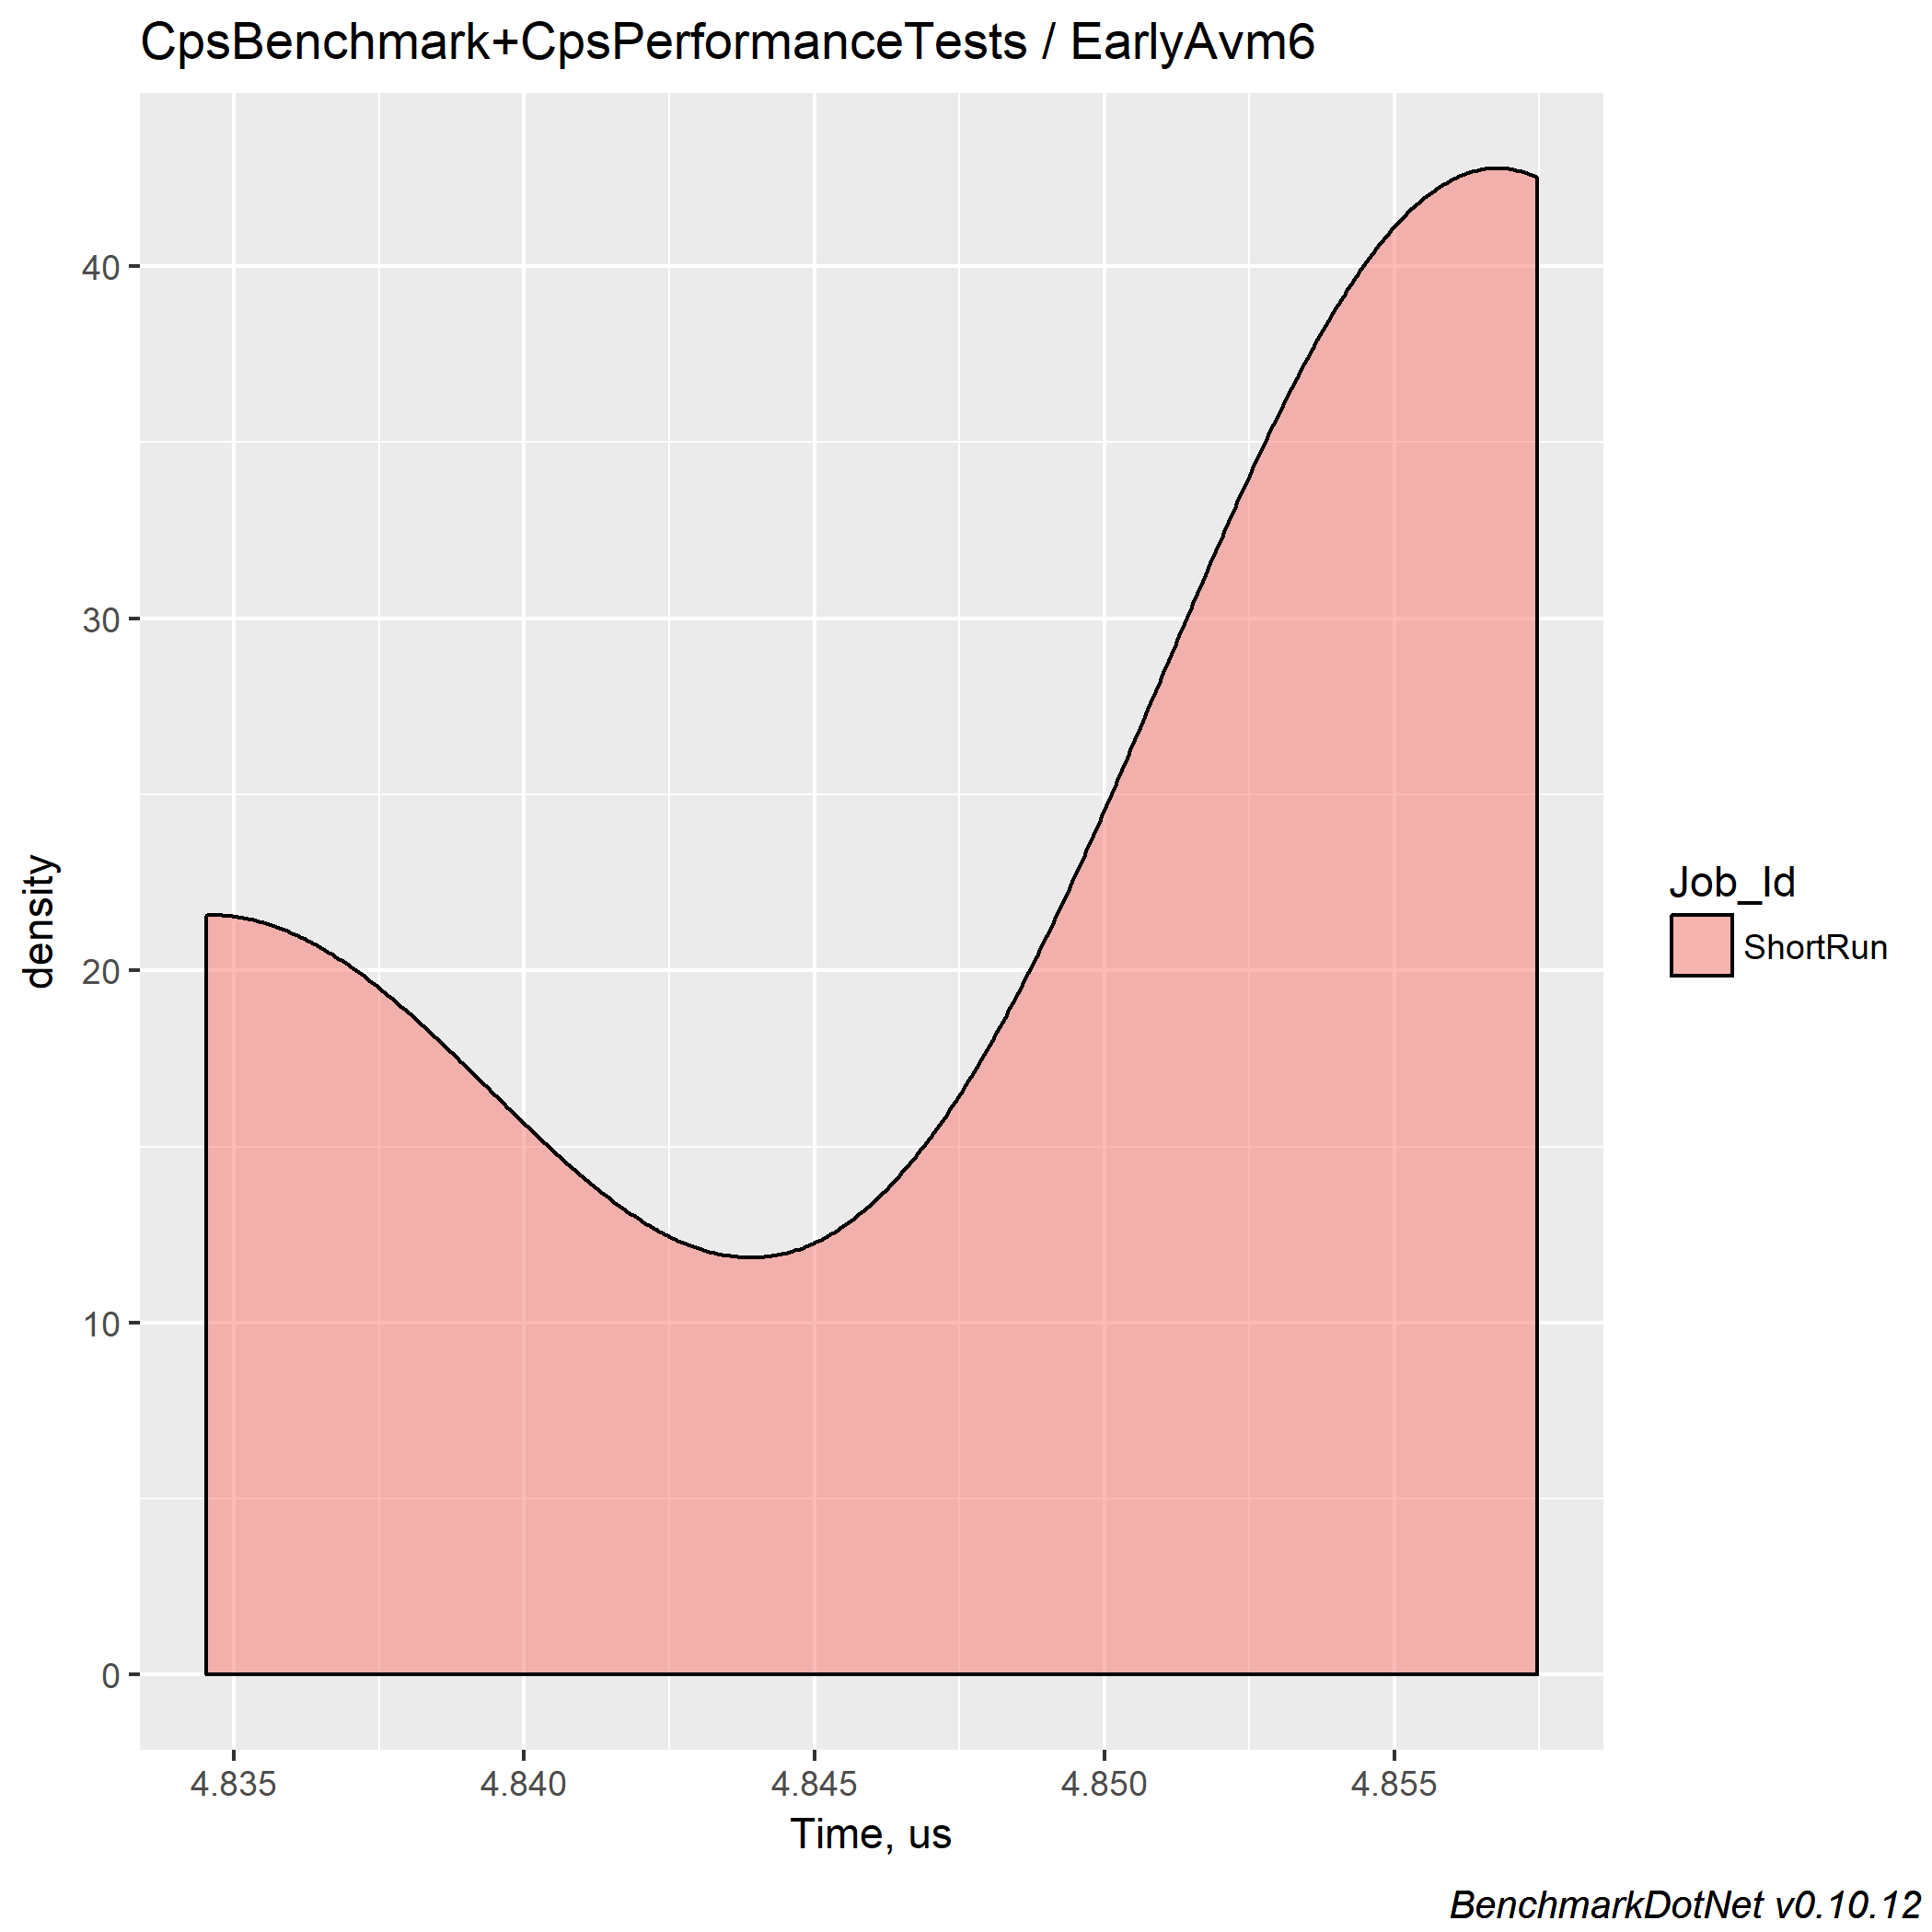 CpsBenchmark+CpsPerformanceTests / EarlyAvm6
40
30
20
10
0
density
4.835 4.840 4.845 4.850 4.855
Time, us
Job_Id
ShortRun
BenchmarkDotNet v0.10.12